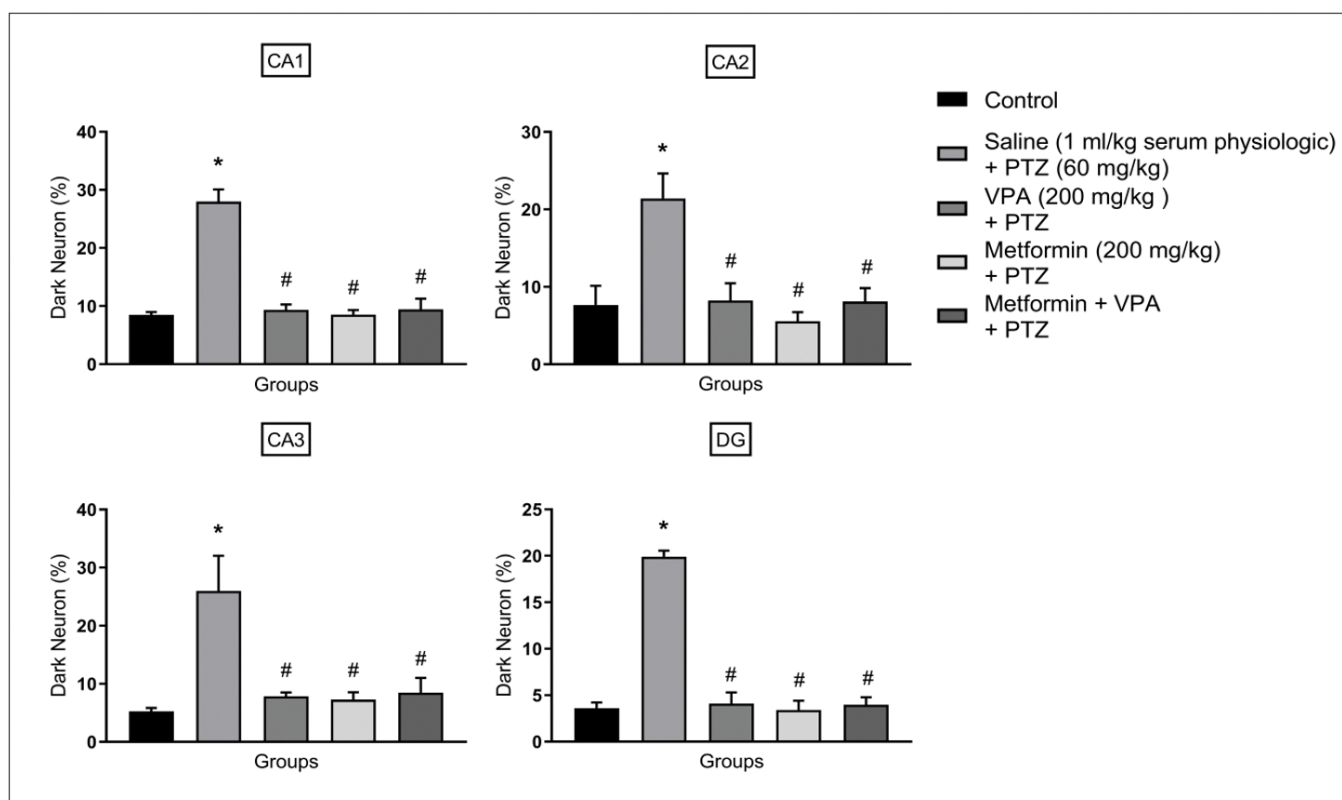 CA1
Dark Neuron (%)
40
30
20
10
0
*
#
#
#
Groups
CA2
Dark Neuron (%)
30
20
10
0
*
#
#
#
Groups
Control
Saline (1 ml/kg serum physiologic)
+ PTZ (60 mg/kg)
VPA (200 mg/kg )
+ PTZ
Metformin (200 mg/kg)
+ PTZ
Metformin + VPA
+ PTZ
CA3
Dark Neuron (%)
40
30
20
10
0
*
#
#
#
Groups
DG
Dark Neuron (%)
25
20
15
10
5
0
*
#
#
#
Groups